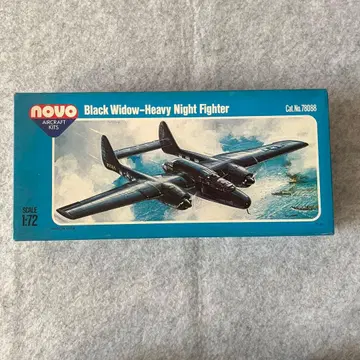 novo
AIRCRAFT
KITS
Black Widow-Heavy Night Fighter
Cat.No.78088
SCALE
1:72